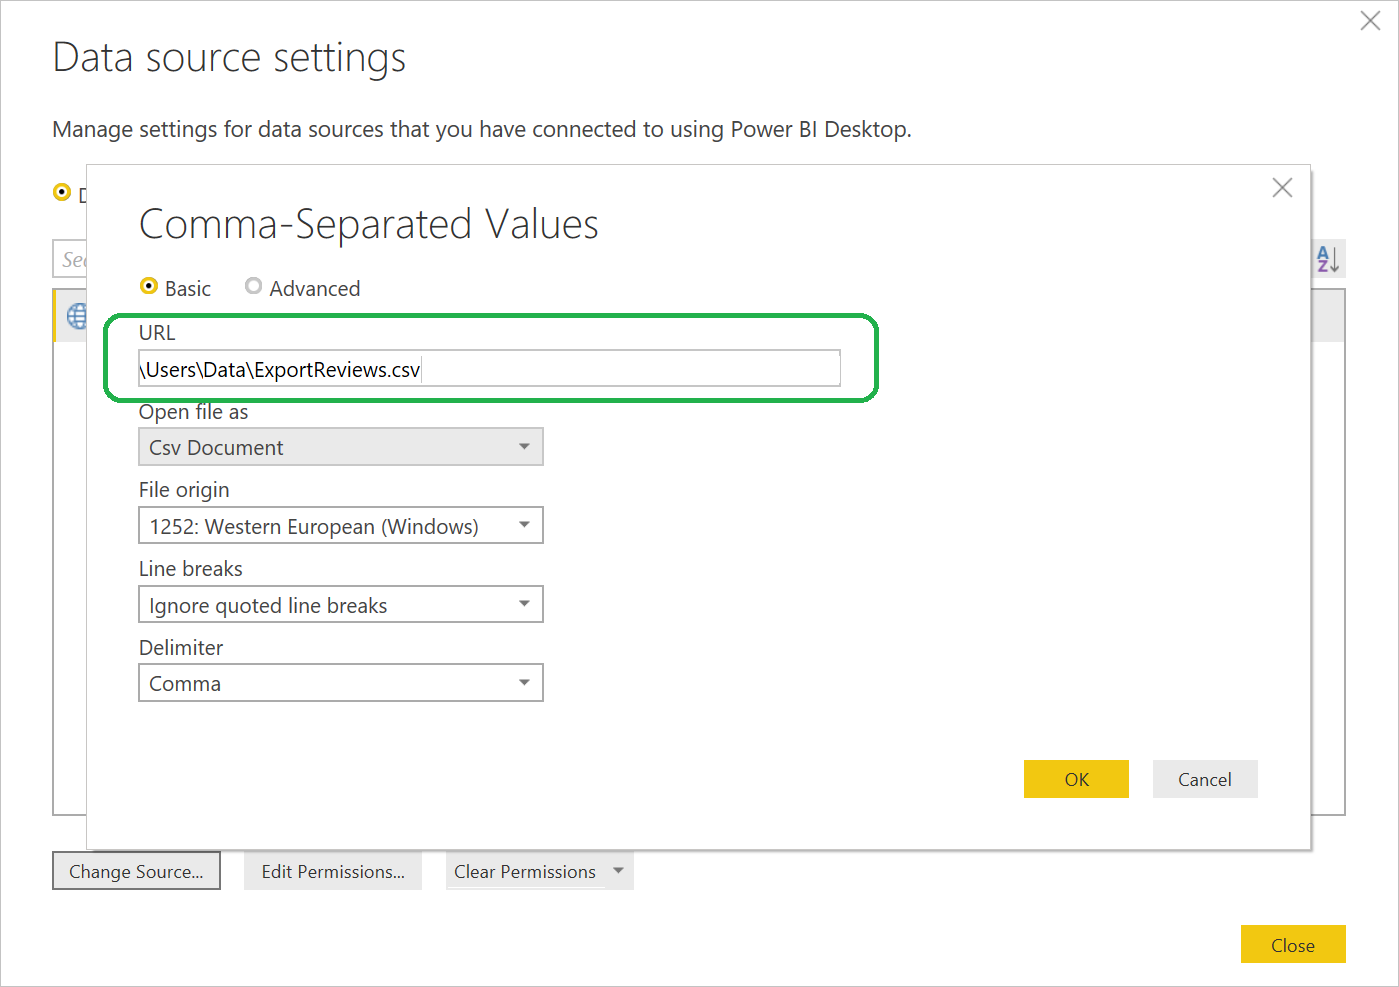 Data source settings
Manage settings for data sources that you have connected to using Power BI Desktop.
Comma-Separated Values
Basic Advanced
URL
\Users\Data\ExportReviews.csv
Open file as
Csv Document
File origin
1252: Western European (Windows)
Line breaks
Ignore quoted line breaks
Delimiter
Comma
OK Cancel
Change Source... Edit Permissions... Clear Permissions
Close